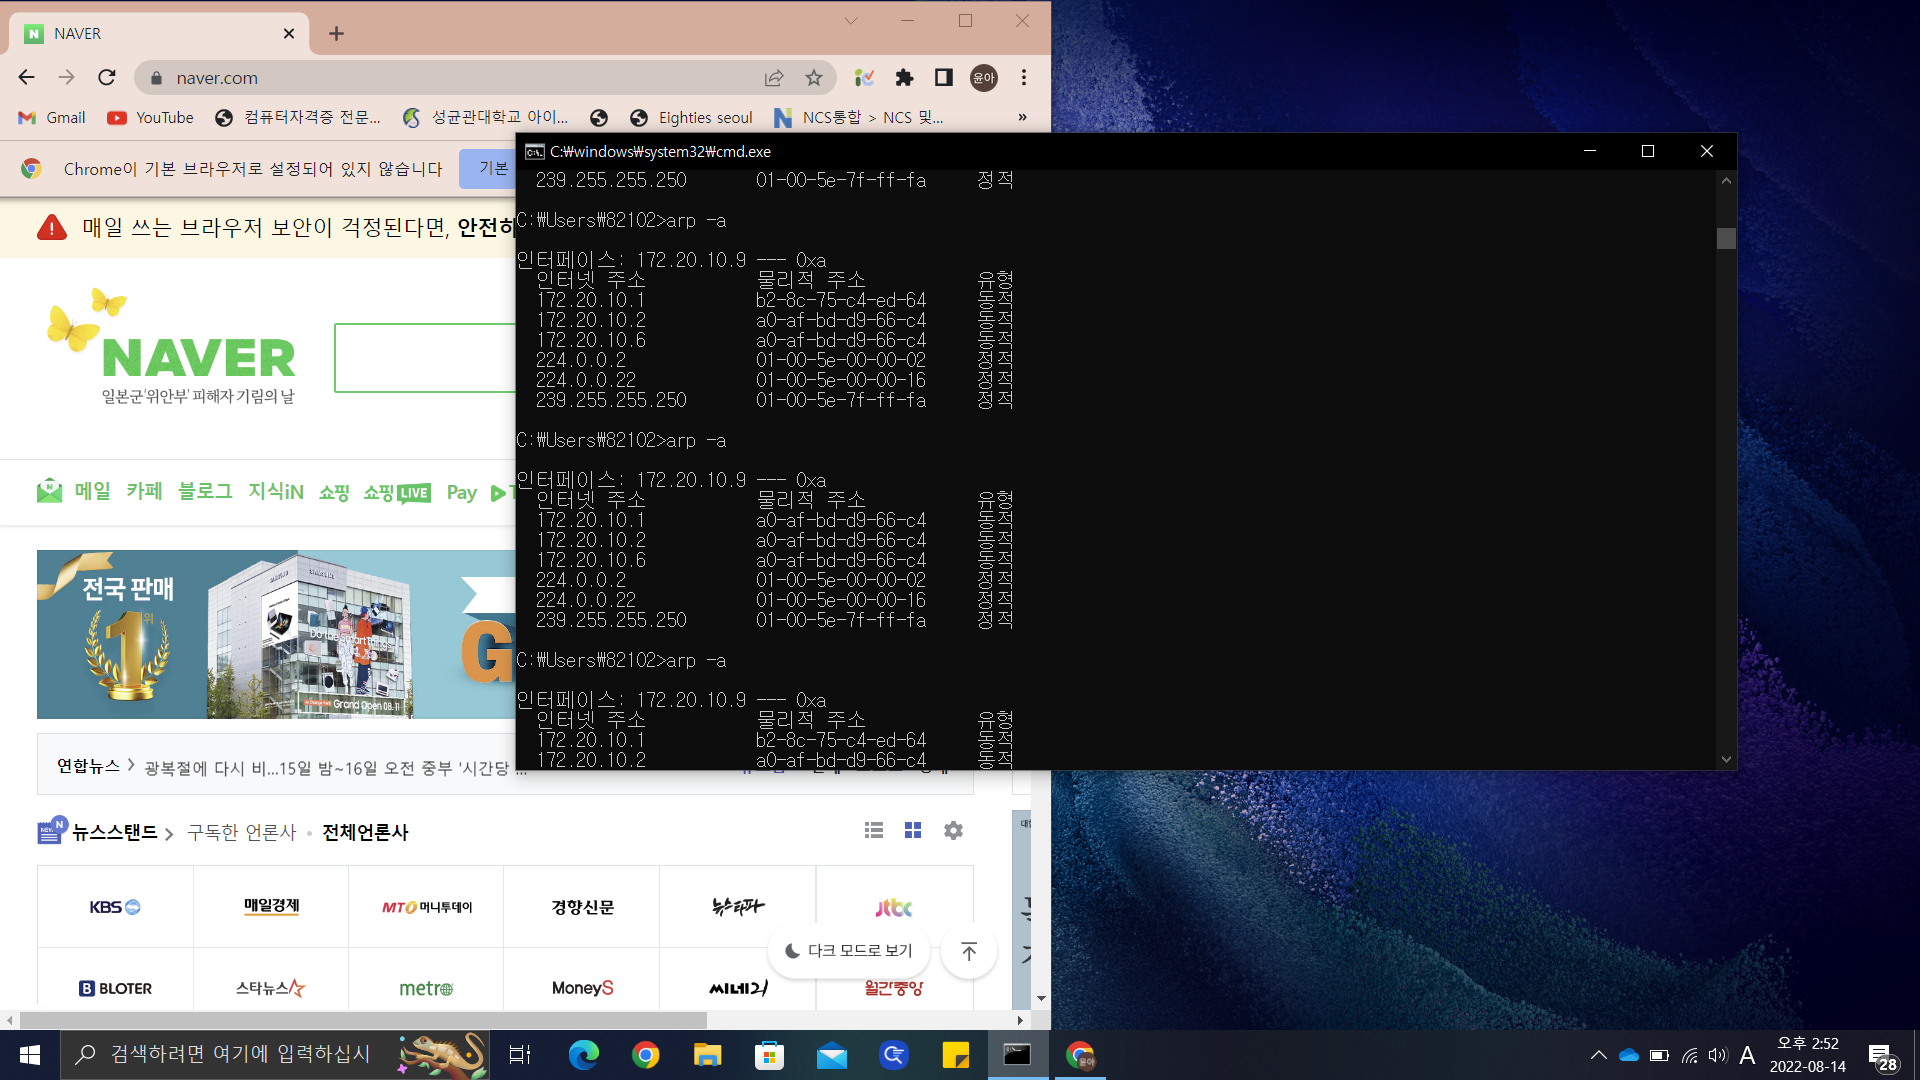 NAVER
naver.com
윤아
Gmail
YouTube
컴퓨터자격증 전문...
성균관대학교 아이...
Eighties seoul
NCS통합 > NCS 및...
»
Chrome이 기본 브라우저로 설정되어 있지 않습니다
기본
매일 쓰는 브라우저 보안이 걱정된다면, 안전하
NAVER
일본군'위안부' 피해자 기림의 날
메일 카페 블로그 지식iN 쇼핑 쇼핑LIVE Pay
전국 판매
1위
SAMSUNG
Do the Smart Things
Grand Open 08.11
G
연합뉴스 > 광복절에 다시 비...15일 밤~16일 오전 중부 '시간당 ...
뉴스스탠드 > 구독한 언론사 • 전체언론사
KBS 매일경제 MTO 머니투데이 경향신문 뉴스타파 jtbc
B BLOTER 스타뉴스 metro MoneyS 씨네21 월간중앙
다크 모드로 보기
C:\windows\system32\cmd.exe
239.255.255.250 01-00-5e-7f-ff-fa 정적
C:\Users\82102>arp -a
인터페이스: 172.20.10.9 --- 0xa
인터넷 주소 물리적 주소 유형
172.20.10.1 b2-8c-75-c4-ed-64 동적
172.20.10.2 a0-af-bd-d9-66-c4 동적
172.20.10.6 a0-af-bd-d9-66-c4 동적
224.0.0.2 01-00-5e-00-00-02 정적
224.0.0.22 01-00-5e-00-00-16 정적
239.255.255.250 01-00-5e-7f-ff-fa 정적
C:\Users\82102>arp -a
인터페이스: 172.20.10.9 --- 0xa
인터넷 주소 물리적 주소 유형
172.20.10.1 a0-af-bd-d9-66-c4 동적
172.20.10.2 a0-af-bd-d9-66-c4 동적
172.20.10.6 a0-af-bd-d9-66-c4 동적
224.0.0.2 01-00-5e-00-00-02 정적
224.0.0.22 01-00-5e-00-00-16 정적
239.255.255.250 01-00-5e-7f-ff-fa 정적
C:\Users\82102>arp -a
인터페이스: 172.20.10.9 --- 0xa
인터넷 주소 물리적 주소 유형
172.20.10.1 b2-8c-75-c4-ed-64 동적
172.20.10.2 a0-af-bd-d9-66-c4 동적
검색하려면 여기에 입력하십시
A
오후 2:52
2022-08-14
28